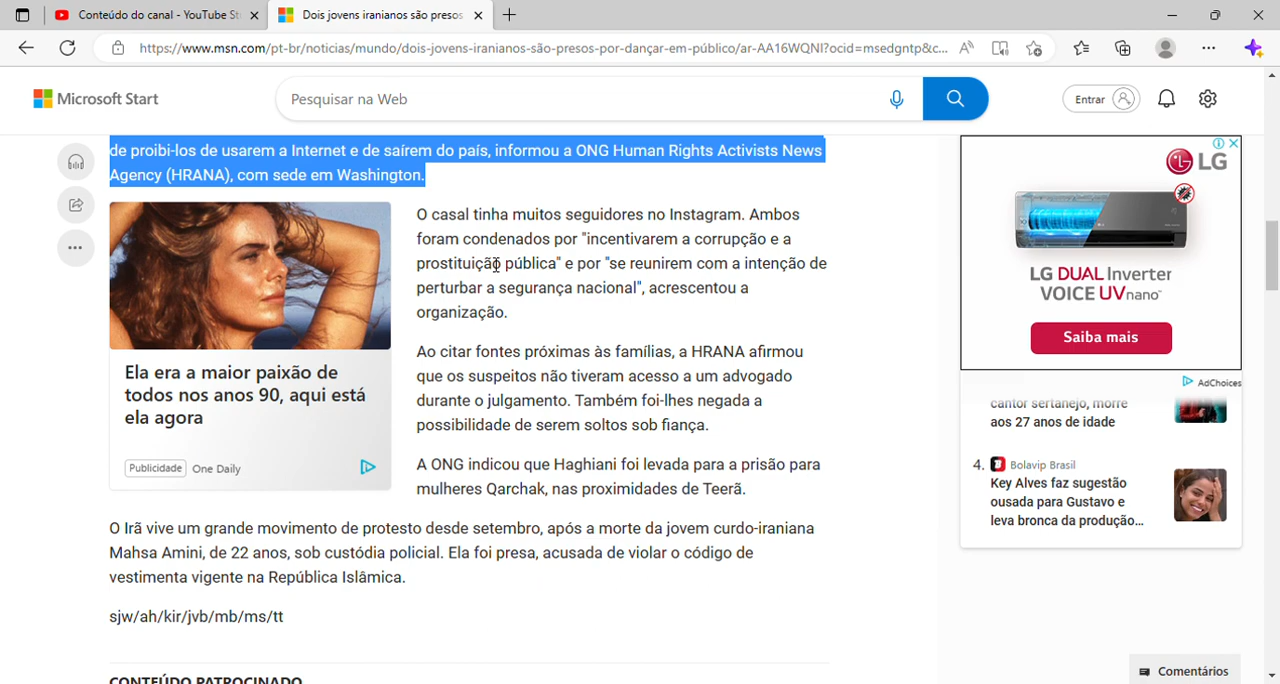 Conteúdo do canal - YouTube St
Dois jovens iranianos são presos
https://www.msn.com/pt-br/noticias/mundo/dois-jovens-iranianos-são-presos-por-dançar-em-público/ar-AA16WQNI?ocid=msedgntp&c...
Microsoft Start
Pesquisar na Web
Entrar
de proibi-los de usarem a Internet e de saírem do país, informou a ONG Human Rights Activists News
Agency (HRANA), com sede em Washington.
O casal tinha muitos seguidores no Instagram. Ambos
foram condenados por "incentivarem a corrupção e a
prostituição pública" e por "se reunirem com a intenção de
perturbar a segurança nacional", acrescentou a
organização.
Ao citar fontes próximas às famílias, a HRANA afirmou
que os suspeitos não tiveram acesso a um advogado
durante o julgamento. Também foi-lhes negada a
possibilidade de serem soltos sob fiança.
A ONG indicou que Haghiani foi levada para a prisão para
mulheres Qarchak, nas proximidades de Teerã.
Ela era a maior paixão de
todos nos anos 90, aqui está
ela agora
Publicidade One Daily
O Irã vive um grande movimento de protesto desde setembro, após a morte da jovem curdo-iraniana
Mahsa Amini, de 22 anos, sob custódia policial. Ela foi presa, acusada de violar o código de
vestimenta vigente na República Islâmica.
sjw/ah/kir/jvb/mb/ms/tt
CONTEÚDO PATROCINADO
LG
LG DUAL Inverter
VOICE UVnano™
Saiba mais
AdChoices
cantor sertanejo, morre
aos 27 anos de idade
4. Bolavip Brasil
Key Alves faz sugestão
ousada para Gustavo e
leva bronca da produção...
Comentários